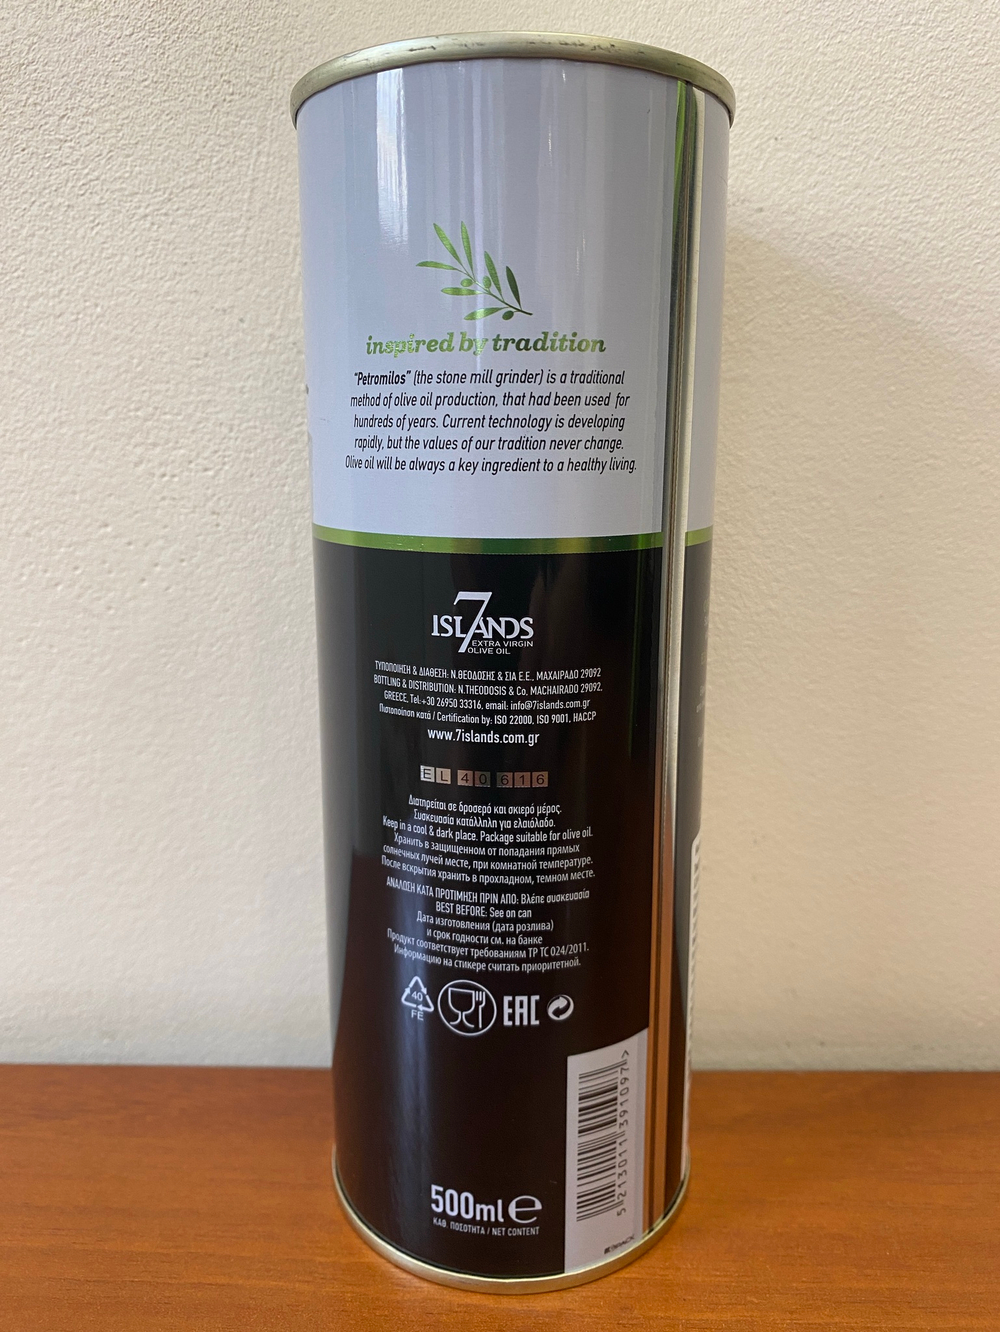 inspired by tradition
"Petromilos" (the stone mill grinder) is a traditional
method of olive oil production, that had been used for
hundreds of years. Current technology is developing
rapidly, but the values of our tradition never change.
Olive oil will be always a key ingredient to a healthy living.
7
ISLANDS
EXTRA VIRGIN
OLIVE OIL
ΤΥΠΟΠΟΙΗΣΗ & ΔΙΑΘΕΣΗ: Ν.ΘΕΟΔΟΣΗΣ & ΣΙΑ Ε.Ε., ΜΑΧΑΙΡΑΔΟ 29092
BOTTLING & DISTRIBUTION: N.THEODOSIS & Co, MACHAIRADO 29092,
GREECE, Tel.:+30 26950 33316, email: info@7islands.com.gr
Πιστοποίηση κατά / Certification by: ISO 22000, ISO 9001, HACCP
www.7islands.com.gr
EL 40 616
Διατηρείται σε δροσερό και σκιερό μέρος.
Συσκευασία κατάλληλη για ελαιόλαδο.
Keep in a cool & dark place. Package suitable for olive oil.
Хранить в защищенном от попадания прямых
солнечных лучей месте, при комнатной температуре.
После вскрытия хранить в прохладном, темном месте.
ΑΝΑΛΩΣΗ ΚΑΤΑ ΠΡΟΤΙΜΗΣΗ ΠΡΙΝ ΑΠΟ: Βλέπε συσκευασία
BEST BEFORE: See on can
Дата изготовления (дата розлива)
и срок годности см. на банке
Продукт соответствует требованиям ТР ТС 024/2011.
Информацию на стикере считать приоритетной.
40
FE
EAC
5 213011 391097 >
500ml e
ΚΑΘ. ΠΟΣΟΤΗΤΑ / NET CONTENT